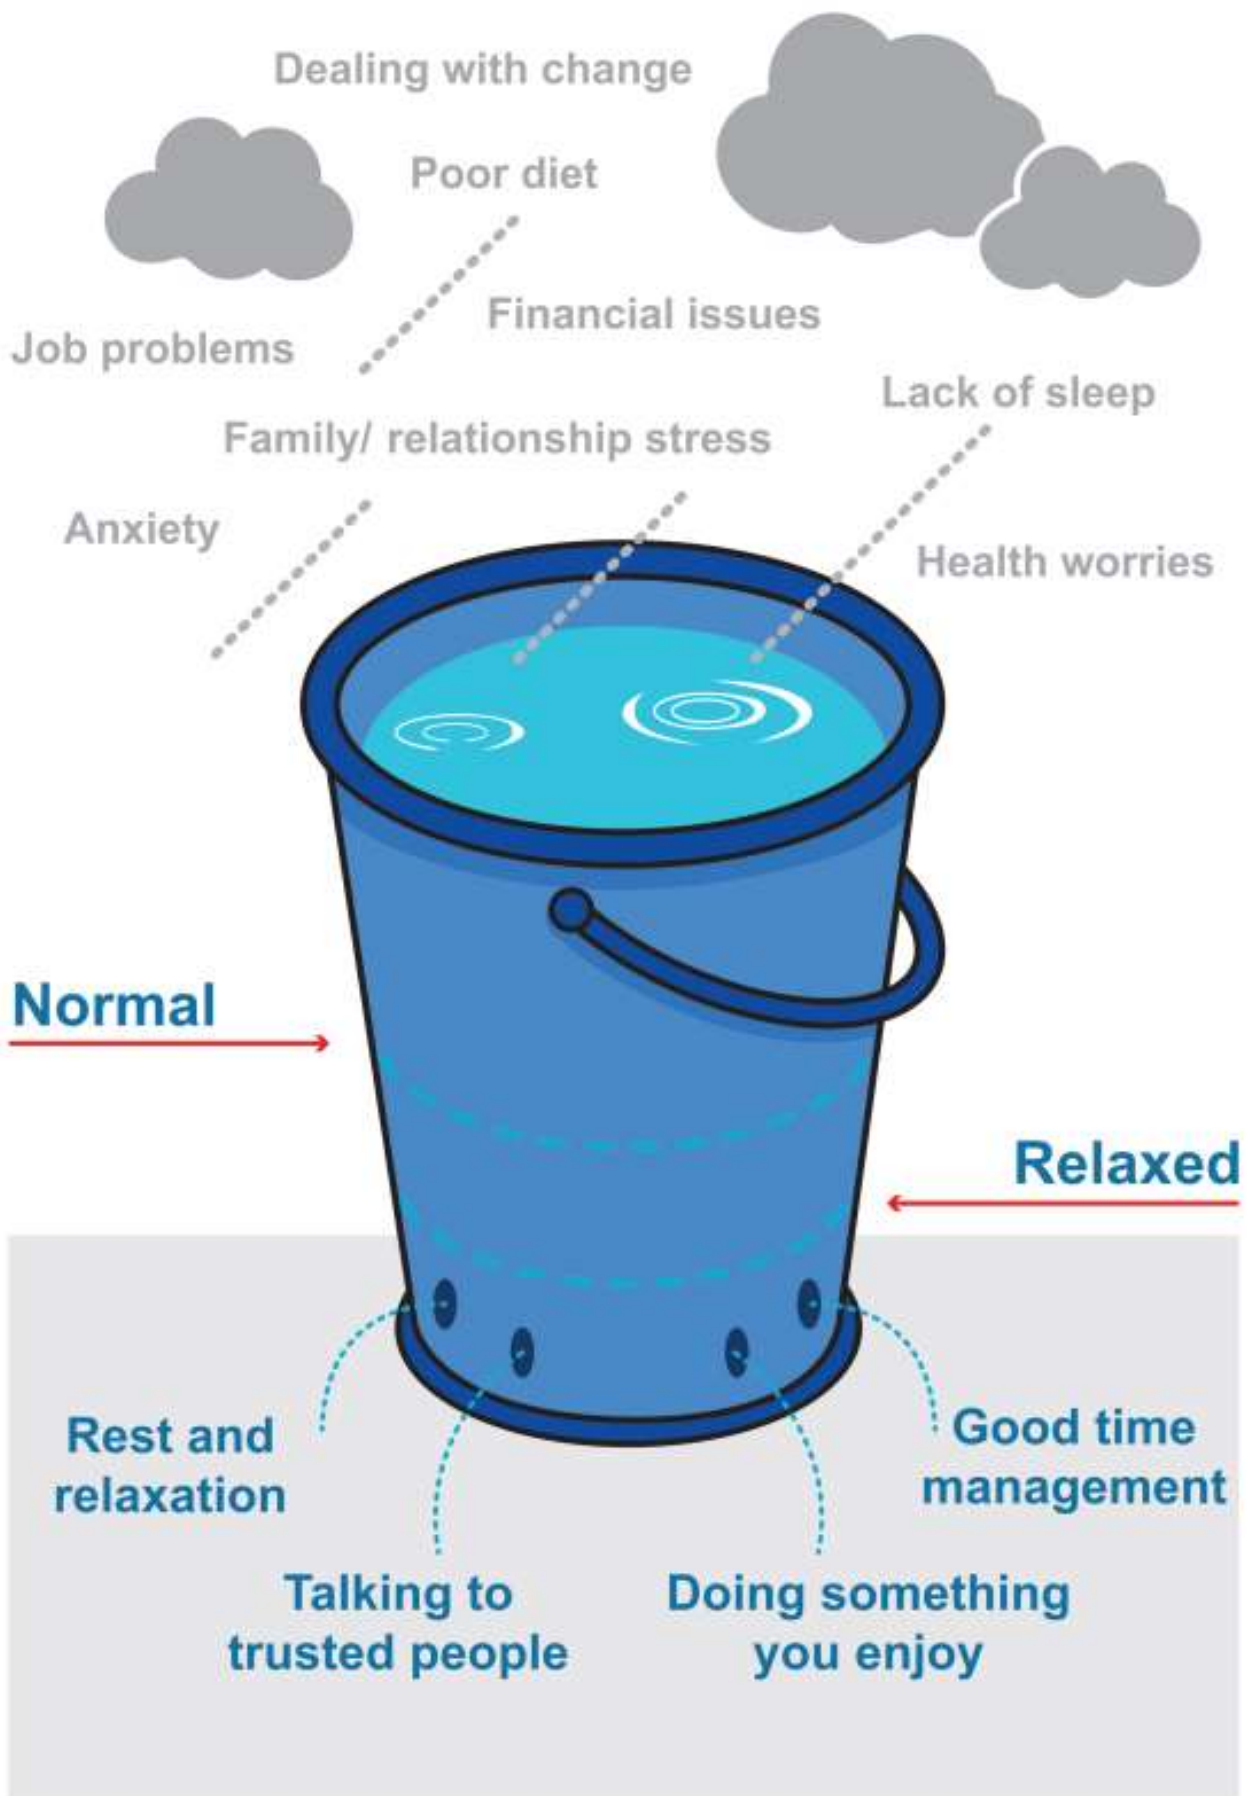 Dealing with change
Poor diet
Financial issues
Job problems
Lack of sleep
Family/ relationship stress
Anxiety
Health worries
Normal
Relaxed
Rest and
relaxation
Good time
management
Talking to
trusted people
Doing something
you enjoy